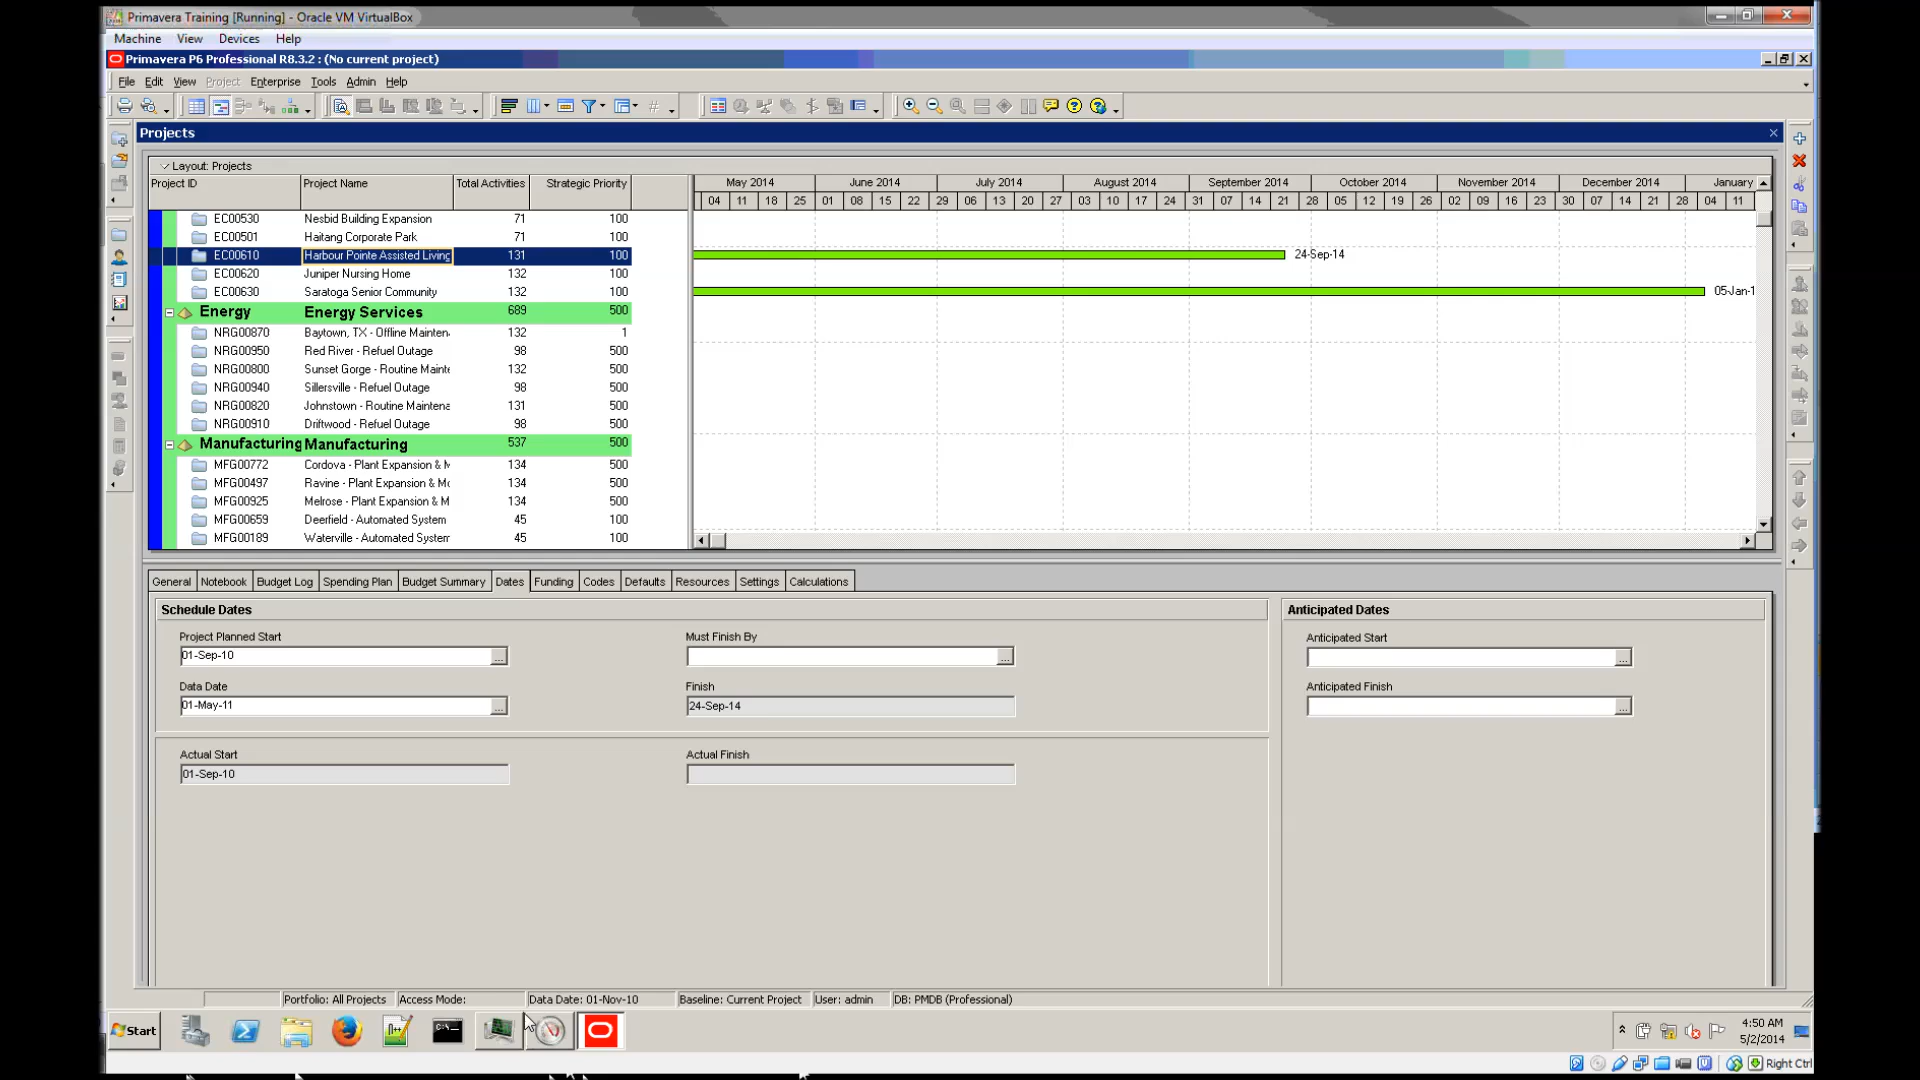 Primavera Training [Running] - Oracle VM VirtualBox
Machine View Devices Help
Primavera P6 Professional R8.3.2 : (No current project)
File Edit View Project Enterprise Tools Admin Help
Projects
Layout: Projects
Project ID Project Name Total Activities Strategic Priority
May 2014 June 2014 July 2014 August 2014 September 2014 October 2014 November 2014 December 2014 January
04 11 18 25 01 08 15 22 29 06 13 20 27 03 10 17 24 31 07 14 21 28 05 12 19 26 02 09 16 23 30 07 14 21 28 04 11
EC00530 Nesbid Building Expansion 71 100
EC00501 Haitang Corporate Park 71 100
EC00610 Harbour Pointe Assisted Living 131 100 24-Sep-14
EC00620 Juniper Nursing Home 132 100
EC00630 Saratoga Senior Community 132 100 05-Jan-1
Energy Energy Services 689 500
NRG00870 Baytown, TX - Offline Mainten 132 1
NRG00950 Red River - Refuel Outage 98 500
NRG00800 Sunset Gorge - Routine Mainte 132 500
NRG00940 Sillersville - Refuel Outage 98 500
NRG00820 Johnstown - Routine Maintena 131 500
NRG00910 Driftwood - Refuel Outage 98 500
Manufacturing Manufacturing 537 500
MFG00772 Cordova - Plant Expansion & M 134 500
MFG00497 Ravine - Plant Expansion & Mo 134 500
MFG00925 Melrose - Plant Expansion & M 134 500
MFG00659 Deerfield - Automated System 45 100
MFG00189 Waterville - Automated System 45 100
General Notebook Budget Log Spending Plan Budget Summary Dates Funding Codes Defaults Resources Settings Calculations
Schedule Dates Anticipated Dates
Project Planned Start Must Finish By Anticipated Start
01-Sep-10
Data Date Finish Anticipated Finish
01-May-11 24-Sep-14
Actual Start Actual Finish
01-Sep-10
Portfolio: All Projects Access Mode: Data Date: 01-Nov-10 Baseline: Current Project User: admin DB: PMDB (Professional)
Start
4:50 AM
5/2/2014
Right Ctrl